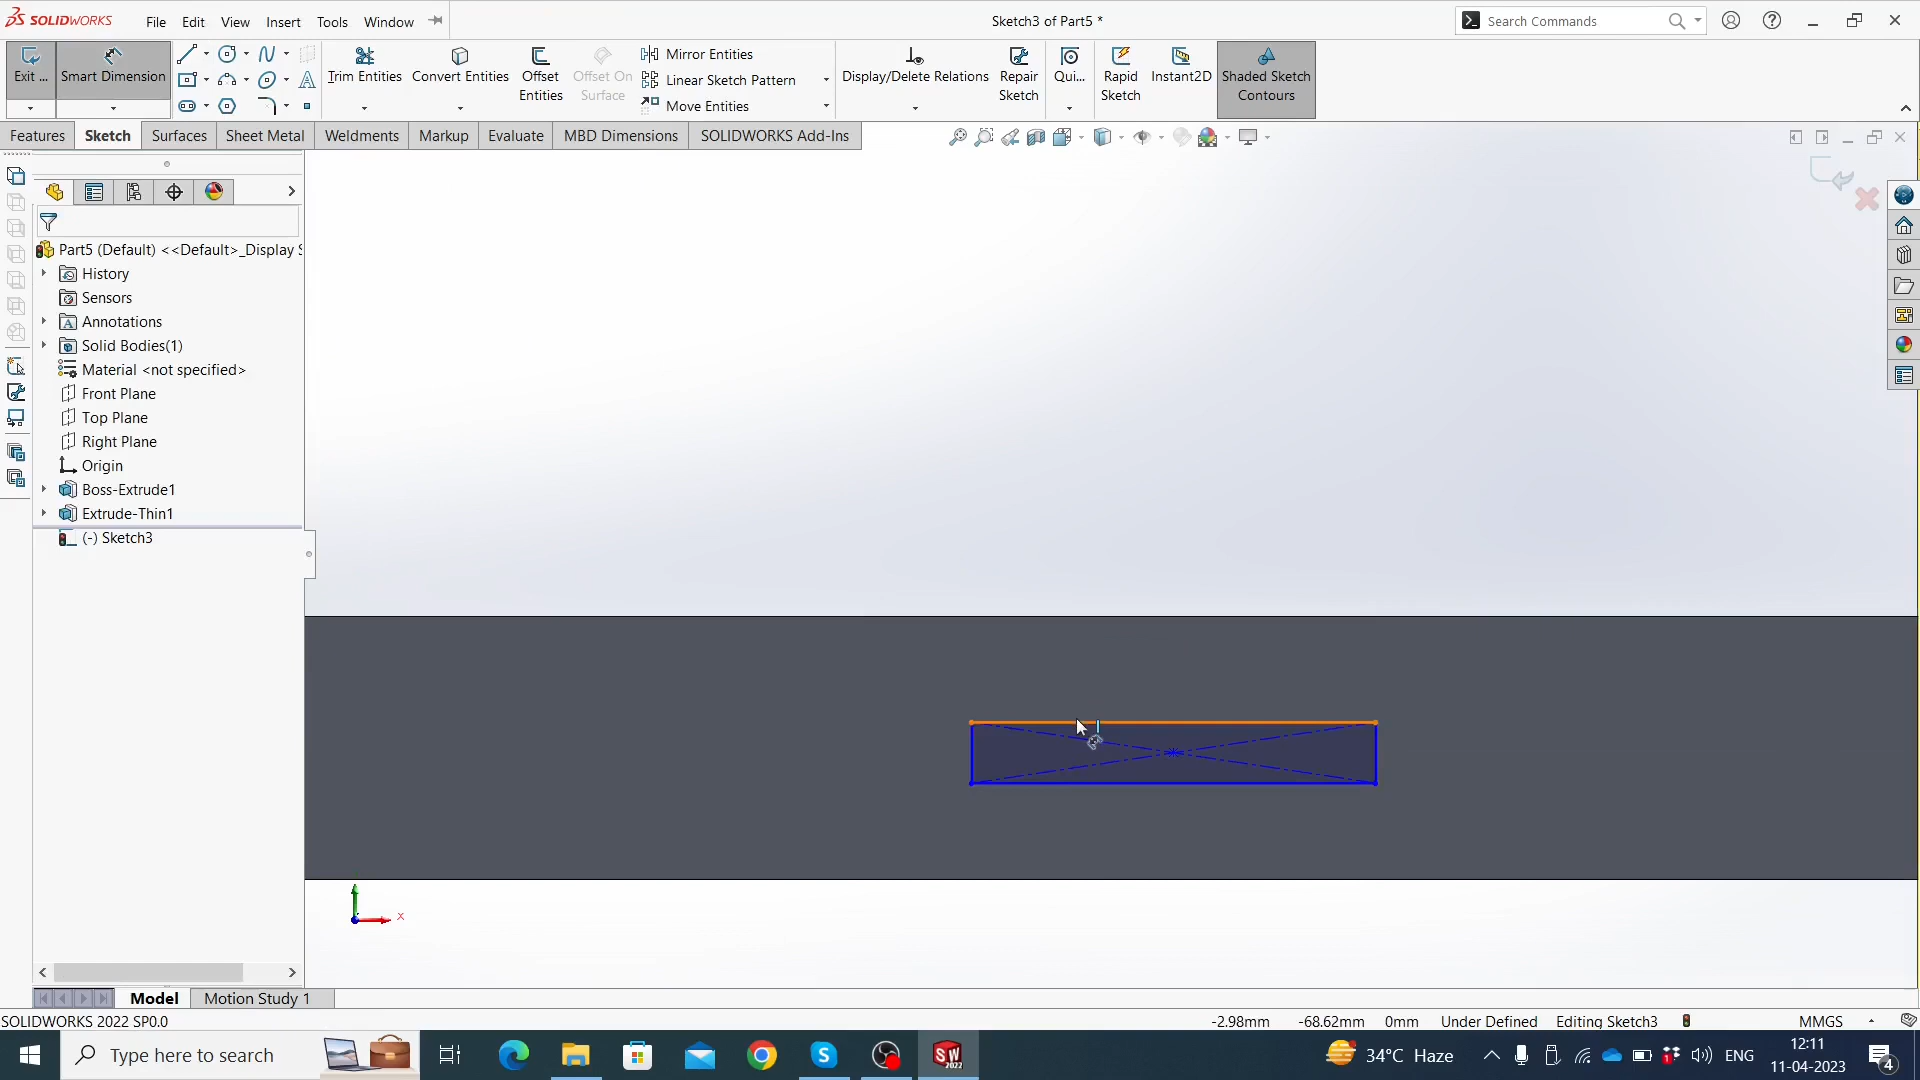 SOLIDWORKS File Edit View Insert Tools Window Sketch3 of Part5 * Search Commands
Exit ... Smart Dimension Trim Entities Convert Entities Offset Entities Offset On Surface Mirror Entities Linear Sketch Pattern Move Entities Display/Delete Relations Repair Sketch Qui... Rapid Sketch Instant2D Shaded Sketch Contours
Features Sketch Surfaces Sheet Metal Weldments Markup Evaluate MBD Dimensions SOLIDWORKS Add-Ins
Part5 (Default) <<Default>_Display S
History
Sensors
Annotations
Solid Bodies(1)
Material <not specified>
Front Plane
Top Plane
Right Plane
Origin
Boss-Extrude1
Extrude-Thin1
(-) Sketch3
x
Model Motion Study 1
SOLIDWORKS 2022 SP0.0 -2.98mm -68.62mm 0mm Under Defined Editing Sketch3 MMGS
Type here to search 34°C Haze ENG 12:11
11-04-2023 4